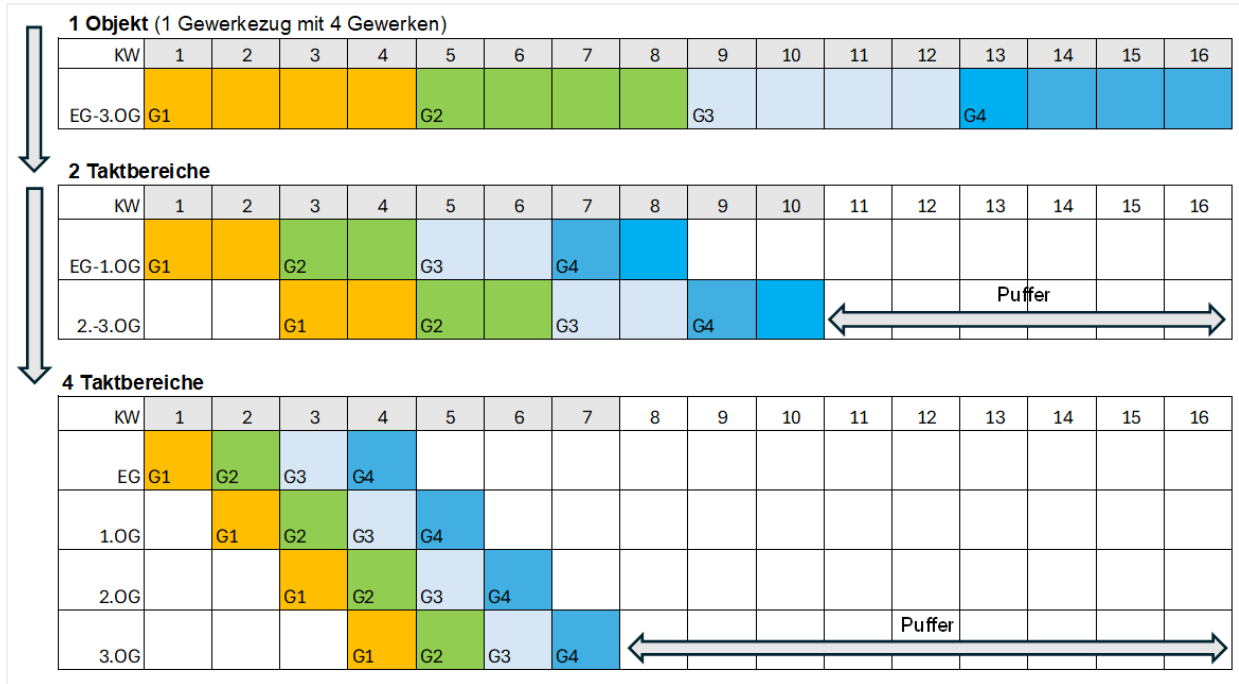 1 Objekt (1 Gewerkezug mit 4 Gewerken)
KW 1 2 3 4 5 6 7 8 9 10 11 12 13 14 15 16
EG-3.OG G1 G2 G3 G4
2 Taktbereiche
KW 1 2 3 4 5 6 7 8 9 10 11 12 13 14 15 16
EG-1.OG G1 G2 G3 G4
Puffer
2.-3.OG G1 G2 G3 G4
4 Taktbereiche
KW 1 2 3 4 5 6 7 8 9 10 11 12 13 14 15 16
EG G1 G2 G3 G4
1.OG G1 G2 G3 G4
2.OG G1 G2 G3 G4
Puffer
3.OG G1 G2 G3 G4